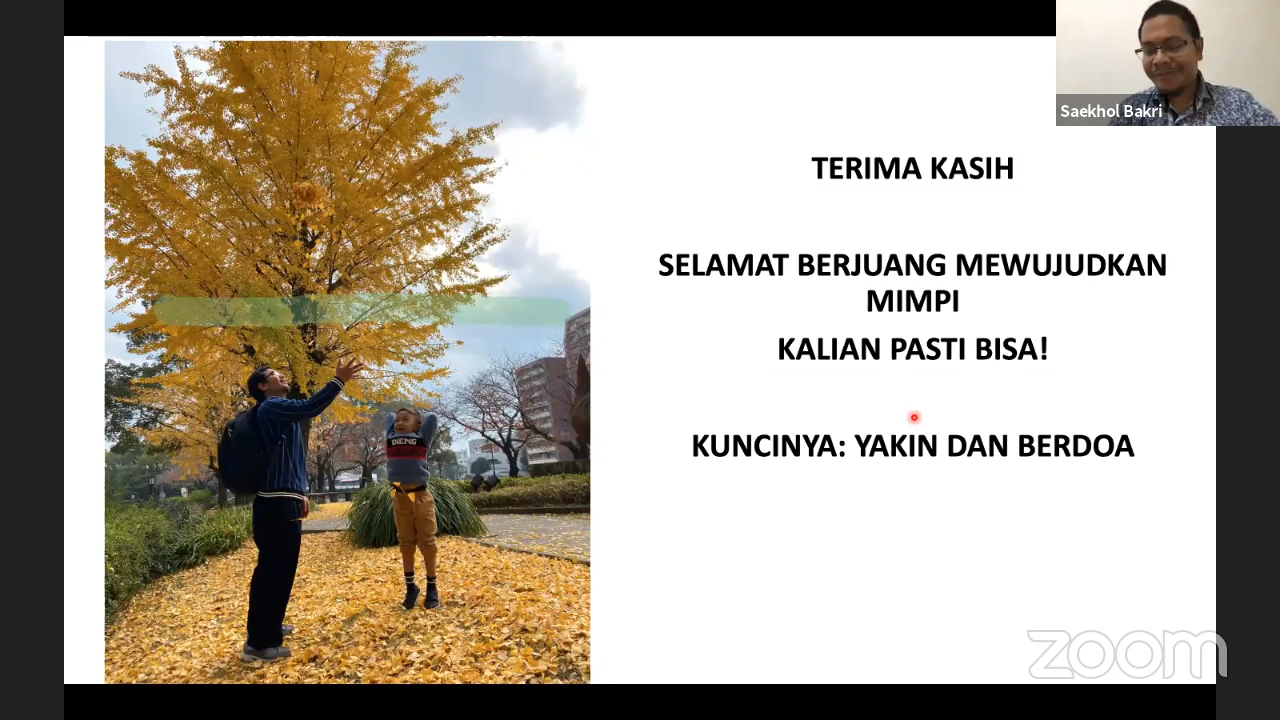 Saekhol Bakri
TERIMA KASIH
SELAMAT BERJUANG MEWUJUDKAN
MIMPI
KALIAN PASTI BISA!
DIENG
KUNCINYA: YAKIN DAN BERDOA
zoom